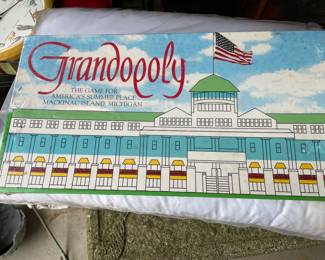 Grandopoly
THE GAME FOR
AMERICA'S SUMMER PLACE
MACKINAC ISLAND, MICHIGAN